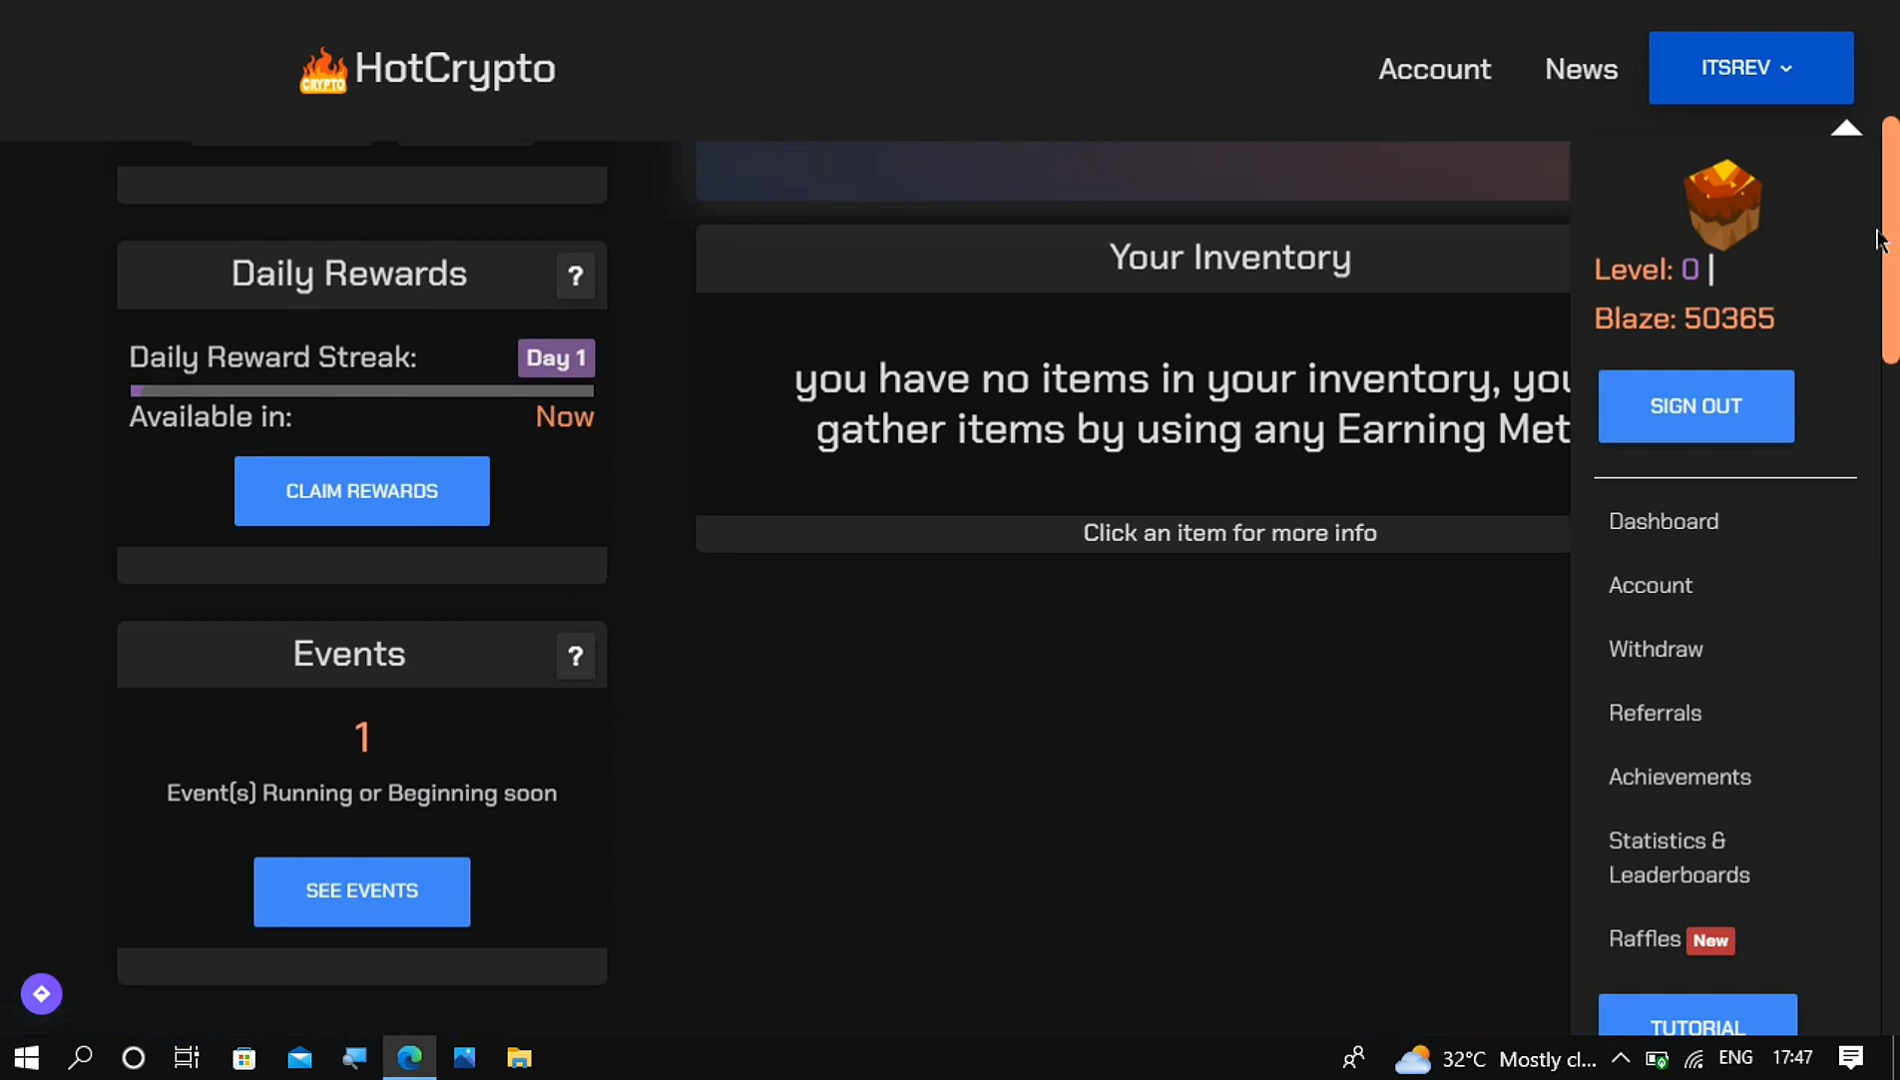 CRYPTO
HotCrypto
Account
News
ITSREV
Daily Rewards
?
Daily Reward Streak:
Day 1
Available in:
Now
CLAIM REWARDS
Events
?
1
Event(s) Running or Beginning soon
SEE EVENTS
Your Inventory
you have no items in your inventory, you
gather items by using any Earning Met
Click an item for more info
Level: 0 |
Blaze: 50365
SIGN OUT
Dashboard
Account
Withdraw
Referrals
Achievements
Statistics &
Leaderboards
Raffles New
TUTORIAL
32°C Mostly cl...
ENG
17:47